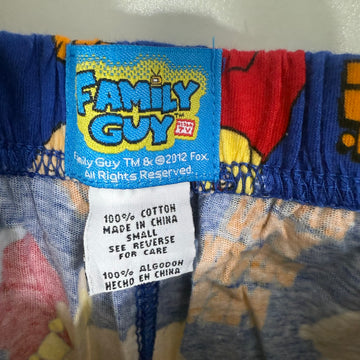 FAMILY
GUY™
Family Guy TM & © 2012 Fox.
All Rights Reserved.
100% COTTON
MADE IN CHINA
SMALL
SEE REVERSE
FOR CARE
100% ALGODON
HECHO EN CHINA